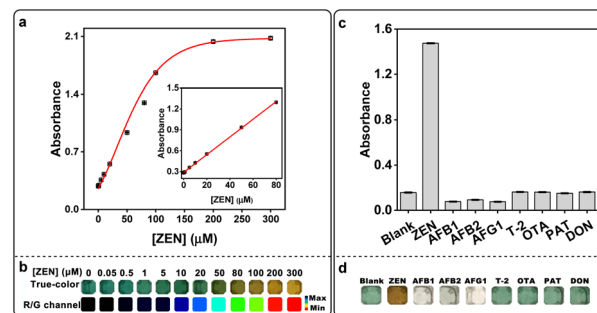 a
2.1
1.4
0.7
0.0
Absorbance
0 50 100 150 200 250 300
[ZEN] (μM)
1.5
1.2
0.9
0.6
0.3
Absorbance
0 20 40 60 80
[ZEN] (μM)
b
[ZEN] (μM) 0 0.05 0.5 1 5 10 20 50 80 100 200 300
True-color
R/G channel
Max
Min
c
1.6
1.2
0.8
0.4
0.0
Absorbance
Blank ZEN AFB1 AFB2 AFG1 T-2 OTA PAT DON
d
Blank ZEN AFB1 AFB2 AFG1 T-2 OTA PAT DON